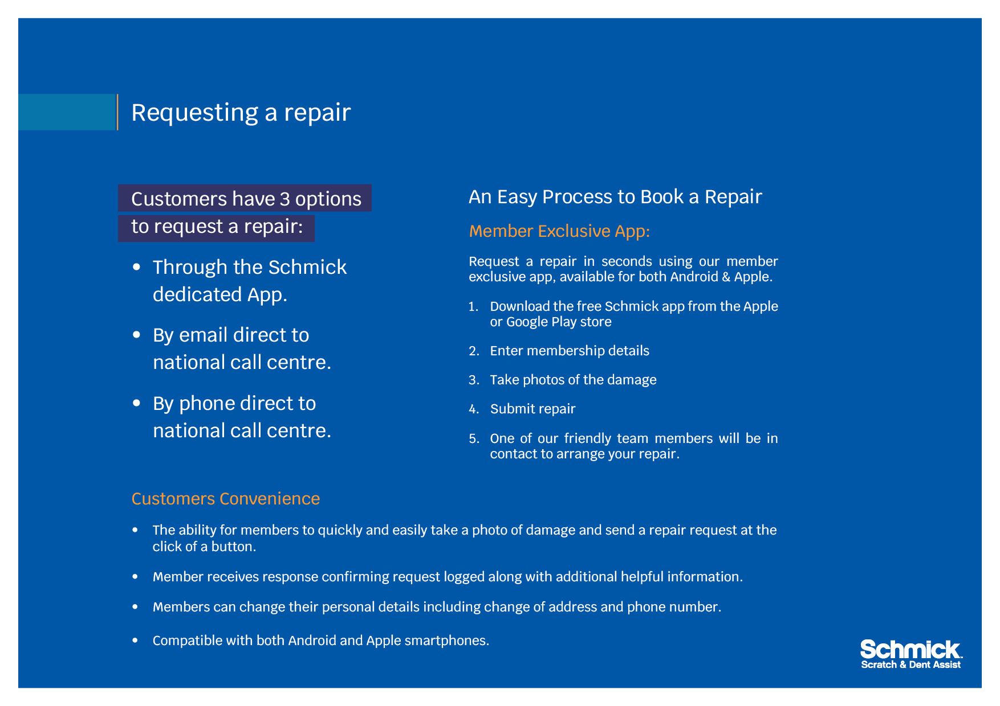 Requesting a repair
Customers have 3 options
to request a repair:
• Through the Schmick
dedicated App.
• By email direct to
national call centre.
• By phone direct to
national call centre.
An Easy Process to Book a Repair
Member Exclusive App:
Request a repair in seconds using our member
exclusive app, available for both Android & Apple.
1. Download the free Schmick app from the Apple
or Google Play store
2. Enter membership details
3. Take photos of the damage
4. Submit repair
5. One of our friendly team members will be in
contact to arrange your repair.
Customers Convenience
• The ability for members to quickly and easily take a photo of damage and send a repair request at the
click of a button.
• Member receives response confirming request logged along with additional helpful information.
• Members can change their personal details including change of address and phone number.
• Compatible with both Android and Apple smartphones.
Schmick™
Scratch & Dent Assist